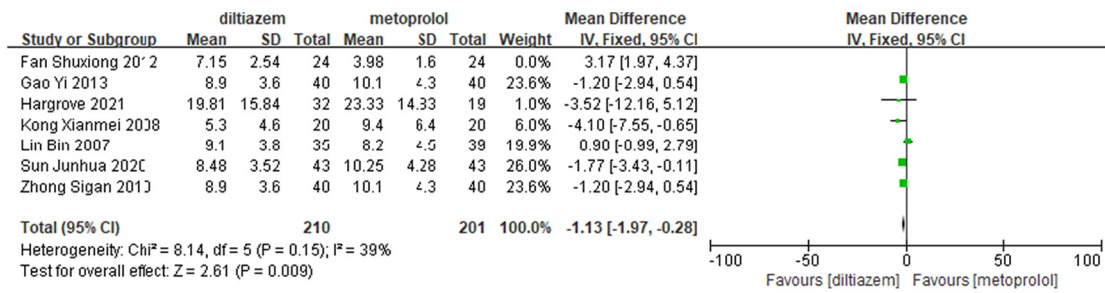 diltiazem metoprolol Mean Difference Mean Difference
Study or Subgroup Mean SD Total Mean SD Total Weight IV, Fixed, 95% CI IV, Fixed, 95% CI
Fan Shuxiong 2012 7.15 2.54 24 3.98 1.6 24 0.0% 3.17 [1.97, 4.37]
Gao Yi 2013 8.9 3.6 40 10.1 4.3 40 23.6% -1.20 [-2.94, 0.54]
Hargrove 2021 19.81 15.84 32 23.33 14.33 19 1.0% -3.52 [-12.16, 5.12]
Kong Xianmei 2008 5.3 4.6 20 9.4 6.4 20 6.0% -4.10 [-7.55, -0.65]
Lin Bin 2007 9.1 3.8 35 8.2 4.5 39 19.9% 0.90 [-0.99, 2.79]
Sun Junhua 2020 8.48 3.52 43 10.25 4.28 43 26.0% -1.77 [-3.43, -0.11]
Zhong Sigan 2010 8.9 3.6 40 10.1 4.3 40 23.6% -1.20 [-2.94, 0.54]
Total (95% CI) 210 201 100.0% -1.13 [-1.97, -0.28]
Heterogeneity: Chi² = 8.14, df = 5 (P = 0.15); I² = 39%
Test for overall effect: Z = 2.61 (P = 0.009)
-100 -50 0 50 100
Favours [diltiazem] Favours [metoprolol]